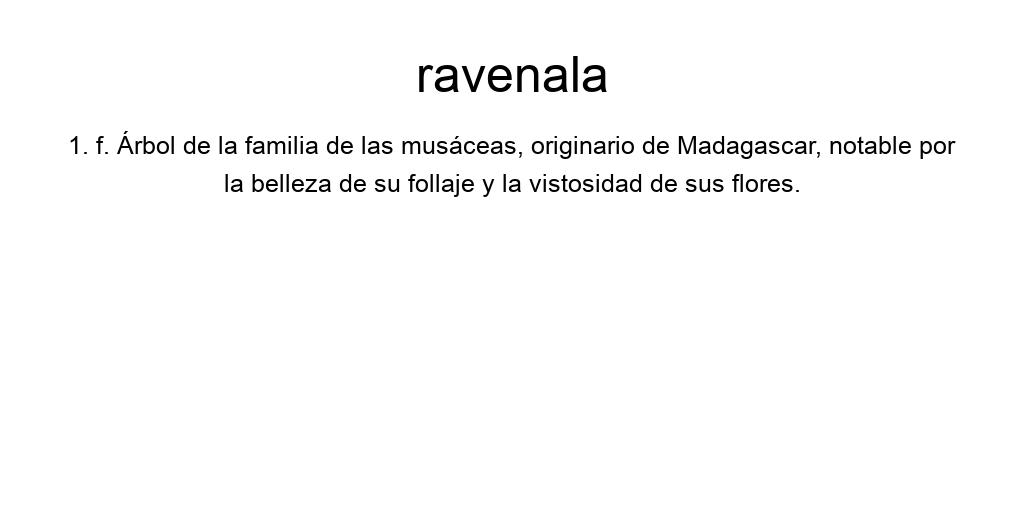 ravenala
1. f. Árbol de la familia de las musáceas, originario de Madagascar, notable por
la belleza de su follaje y la vistosidad de sus flores.